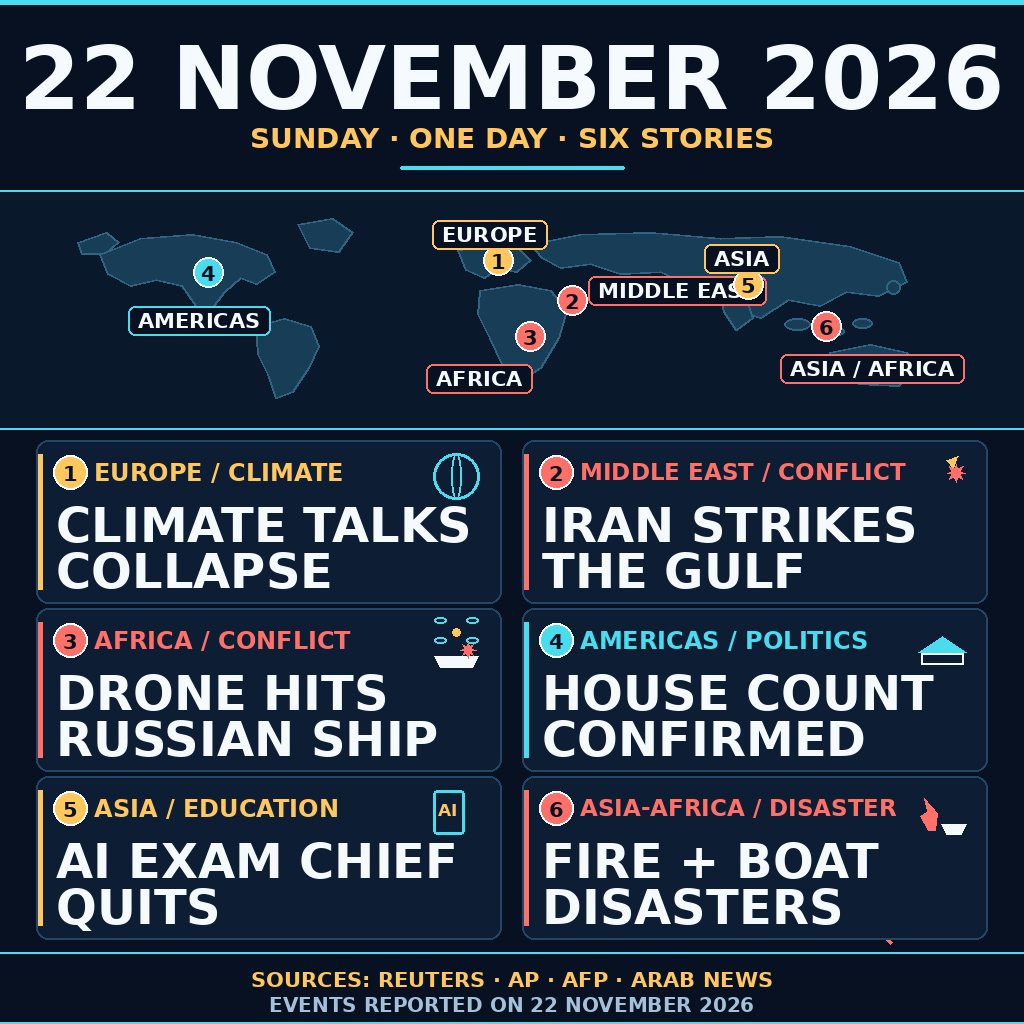 22 NOVEMBER 2026
SUNDAY · ONE DAY · SIX STORIES
EUROPE
1
ASIA
4
2
MIDDLE EAS
5
AMERICAS
3
6
AFRICA
ASIA / AFRICA
1 EUROPE / CLIMATE
CLIMATE TALKS
COLLAPSE
2 MIDDLE EAST / CONFLICT
IRAN STRIKES
THE GULF
3 AFRICA / CONFLICT
DRONE HITS
RUSSIAN SHIP
4 AMERICAS / POLITICS
HOUSE COUNT
CONFIRMED
5 ASIA / EDUCATION
AI
AI EXAM CHIEF
QUITS
6 ASIA-AFRICA / DISASTER
FIRE + BOAT
DISASTERS
SOURCES: REUTERS · AP · AFP · ARAB NEWS
EVENTS REPORTED ON 22 NOVEMBER 2026